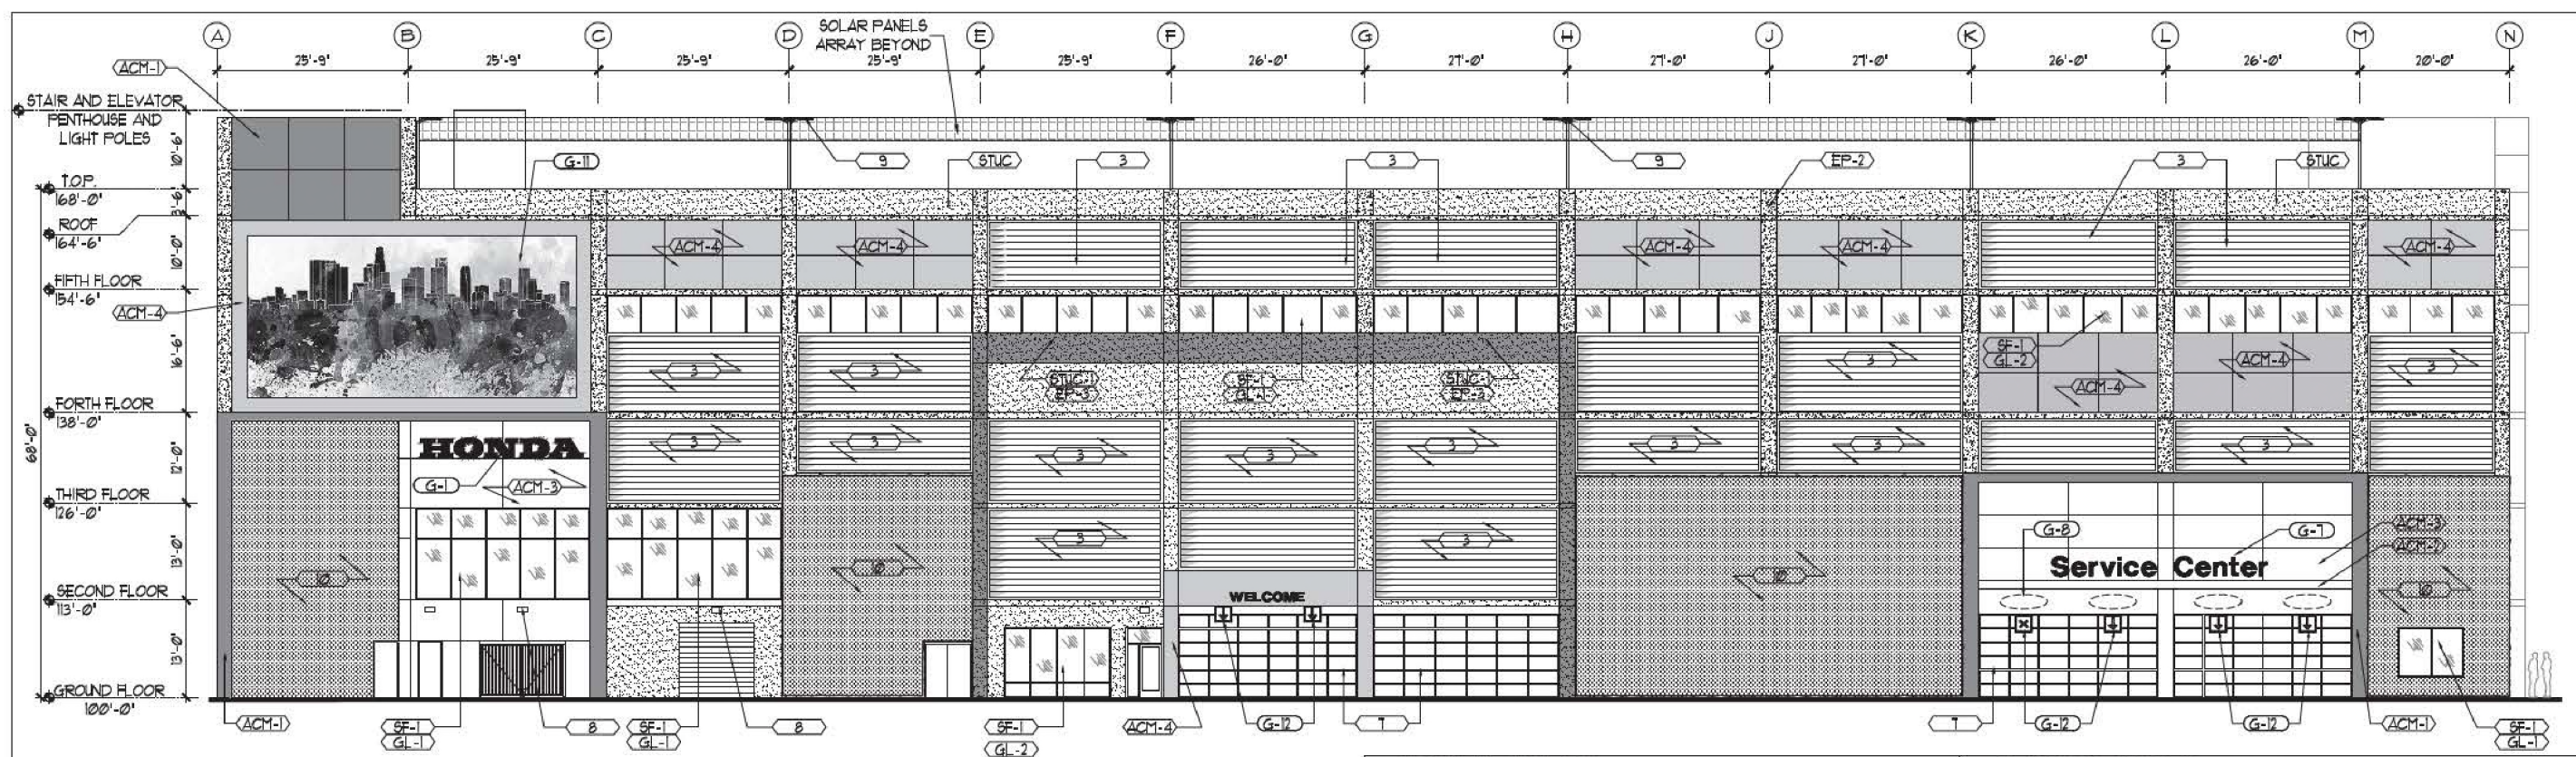 A B C D E F G H J K L M N
SOLAR PANELS
ARRAY BEYOND
25'-9" 25'-9" 25'-9" 25'-9" 25'-9" 26'-0" 27'-0" 27'-0" 27'-0" 26'-0" 26'-0" 20'-0"
ACM-1
STAIR AND ELEVATOR
PENTHOUSE AND
LIGHT POLES
10'-9"
G-11 9 STUC 3 3 9 EP-2 3 STUC
T.O.P.
168'-0"
3'-6"
ROOF
164'-6"
10'-0"
ACM-4 ACM-4 ACM-4 ACM-4 ACM-4
FIFTH FLOOR
154'-6"
ACM-4
16'-6"
SF-1
GL-2
3 3 3 ACM-4 3
STUC
EP-3
SF-1
GL-1
STUC
EP-3
ACM-4
FORTH FLOOR
138'-0"
68'-0"
12'-0"
HONDA
3 3 3 3 3 3 3 3
G-1 ACM-3
THIRD FLOOR
126'-0"
13'-0"
3 3
G-8 G-7 ACM-3
ACM-2
Service Center
10 10 10 10
SECOND FLOOR
113'-0"
WELCOME
13'-0"
GROUND FLOOR
100'-0"
ACM-1
SF-1
GL-1
8
SF-1
GL-1
8
SF-1
GL-2
ACM-4
G-12
7
7
G-12
G-12
ACM-1
SF-1
GL-1